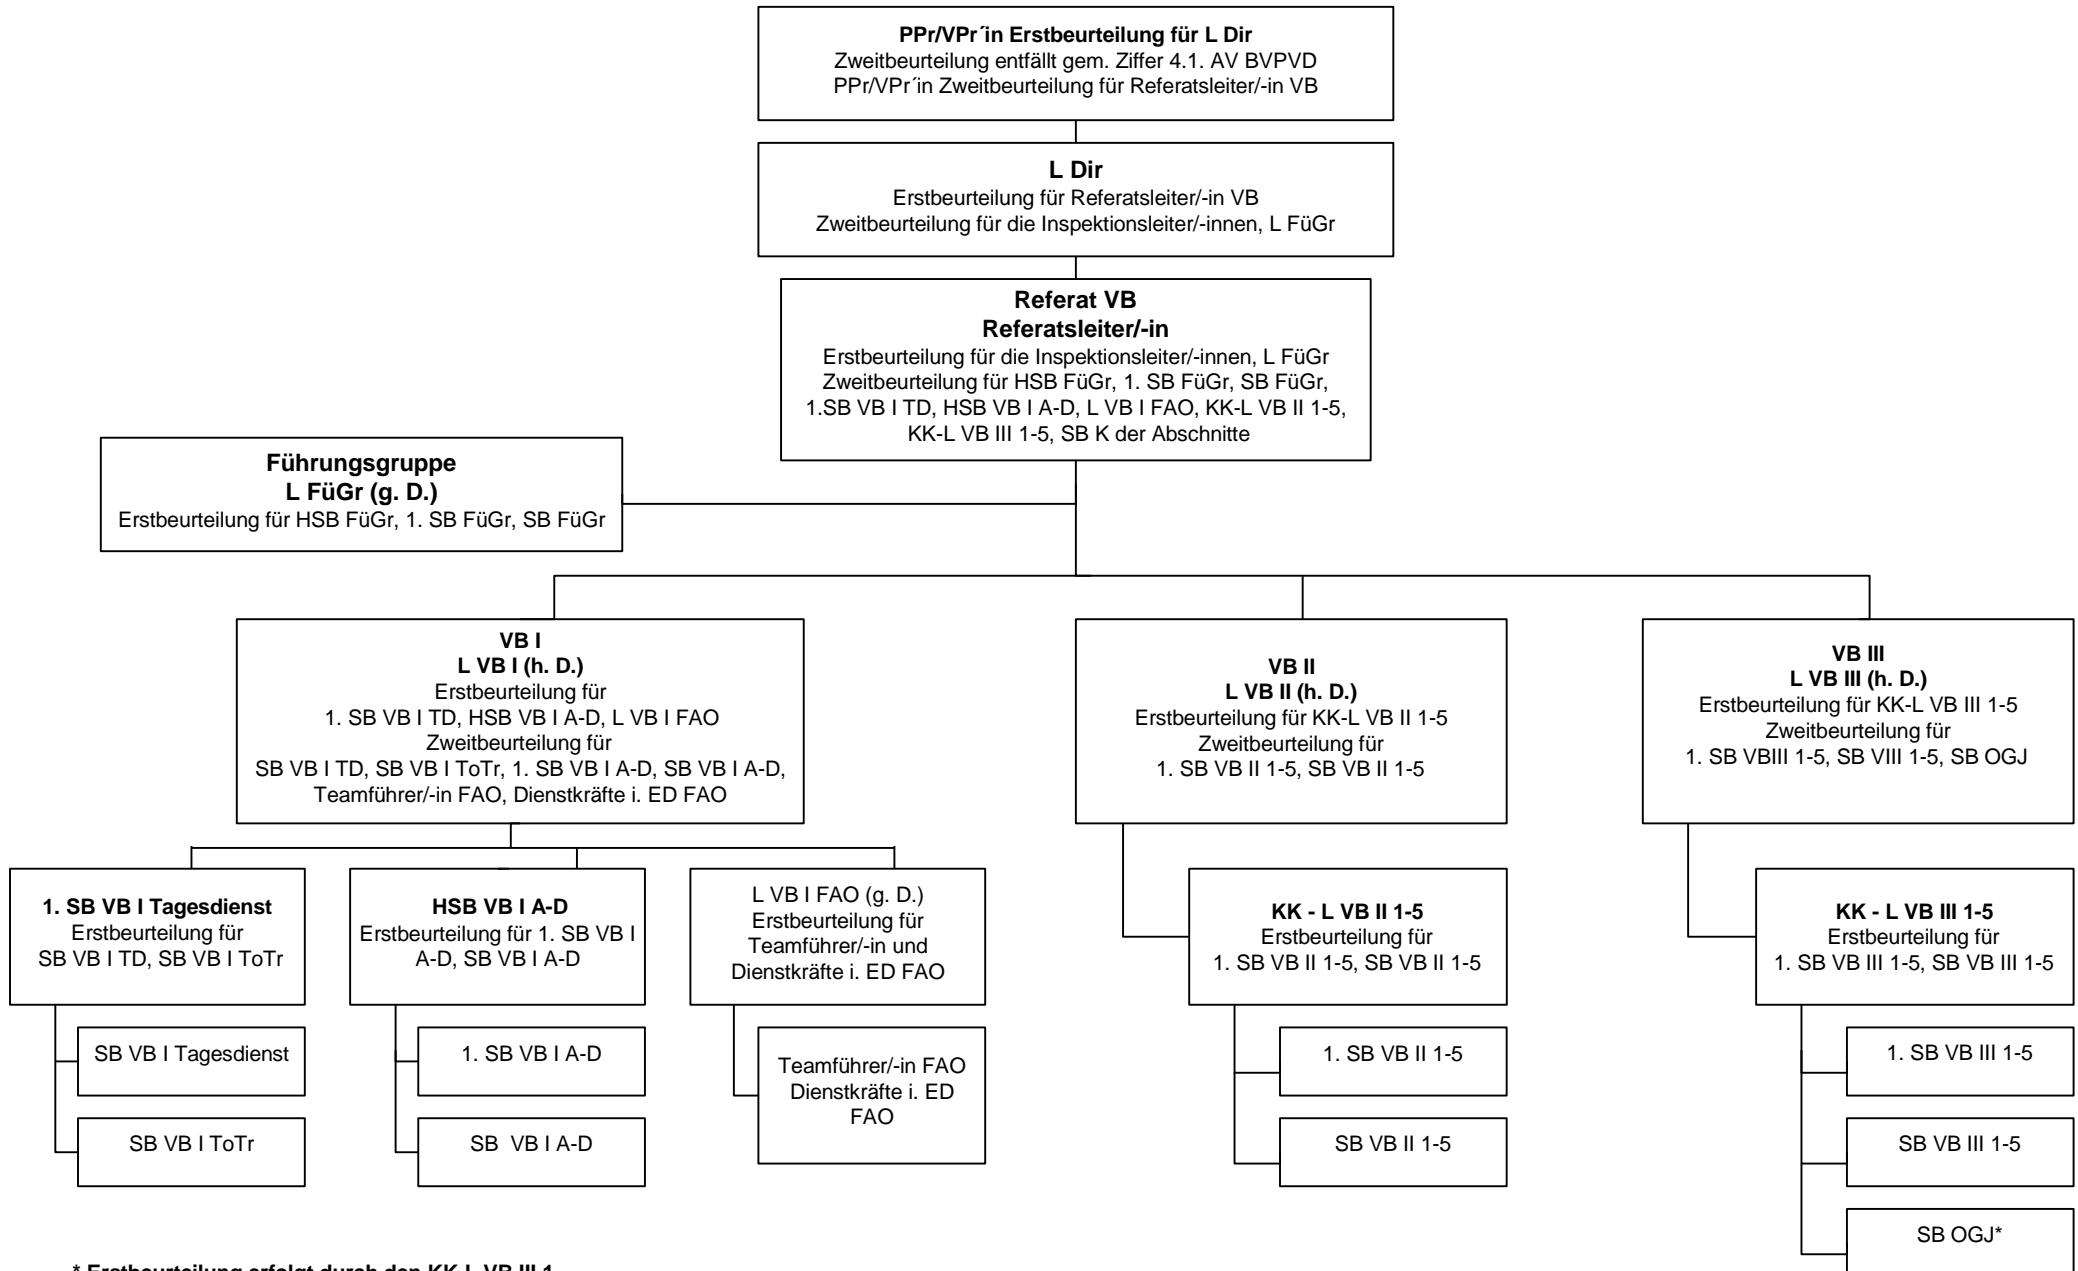 PPr/VPr´in Erstbeurteilung für L Dir
Zweitbeurteilung entfällt gem. Ziffer 4.1. AV BVPVD
PPr/VPr´in Zweitbeurteilung für Referatsleiter/-in VB
L Dir
Erstbeurteilung für Referatsleiter/-in VB
Zweitbeurteilung für die Inspektionsleiter/-innen, L FüGr
Referat VB
Referatsleiter/-in
Erstbeurteilung für die Inspektionsleiter/-innen, L FüGr
Zweitbeurteilung für HSB FüGr, 1. SB FüGr, SB FüGr,
1.SB VB I TD, HSB VB I A-D, L VB I FAO, KK-L VB II 1-5,
KK-L VB III 1-5, SB K der Abschnitte
Führungsgruppe
L FüGr (g. D.)
Erstbeurteilung für HSB FüGr, 1. SB FüGr, SB FüGr
VB I
L VB I (h. D.)
Erstbeurteilung für
1. SB VB I TD, HSB VB I A-D, L VB I FAO
Zweitbeurteilung für
SB VB I TD, SB VB I ToTr, 1. SB VB I A-D, SB VB I A-D,
Teamführer/-in FAO, Dienstkräfte i. ED FAO
VB II
L VB II (h. D.)
Erstbeurteilung für KK-L VB II 1-5
Zweitbeurteilung für
1. SB VB II 1-5, SB VB II 1-5
VB III
L VB III (h. D.)
Erstbeurteilung für KK-L VB III 1-5
Zweitbeurteilung für
1. SB VBIII 1-5, SB VIII 1-5, SB OGJ
1. SB VB I Tagesdienst
Erstbeurteilung für
SB VB I TD, SB VB I ToTr
HSB VB I A-D
Erstbeurteilung für 1. SB VB I
A-D, SB VB I A-D
L VB I FAO (g. D.)
Erstbeurteilung für
Teamführer/-in und
Dienstkräfte i. ED FAO
KK - L VB II 1-5
Erstbeurteilung für
1. SB VB II 1-5, SB VB II 1-5
KK - L VB III 1-5
Erstbeurteilung für
1. SB VB III 1-5, SB VB III 1-5
SB VB I Tagesdienst
SB VB I ToTr
1. SB VB I A-D
SB  VB I A-D
Teamführer/-in FAO
Dienstkräfte i. ED
FAO
1. SB VB II 1-5
SB VB II 1-5
1. SB VB III 1-5
SB VB III 1-5
SB OGJ*
* Erstbeurteilung erfolgt durch den KK-L VB III 1